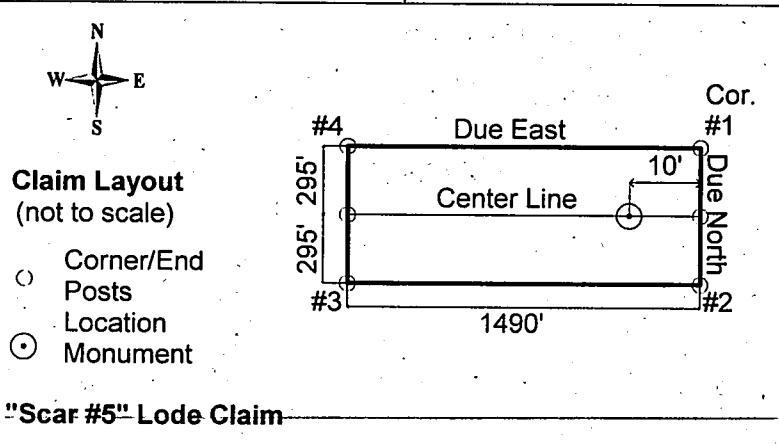 N
W E
S
Claim Layout
(not to scale)
Corner/End
Posts
Location
Monument
Cor.
#4 Due East #1
10'
295'
Center Line
Due North
295'
#3 #2
1490'
"Scar #5" Lode Claim